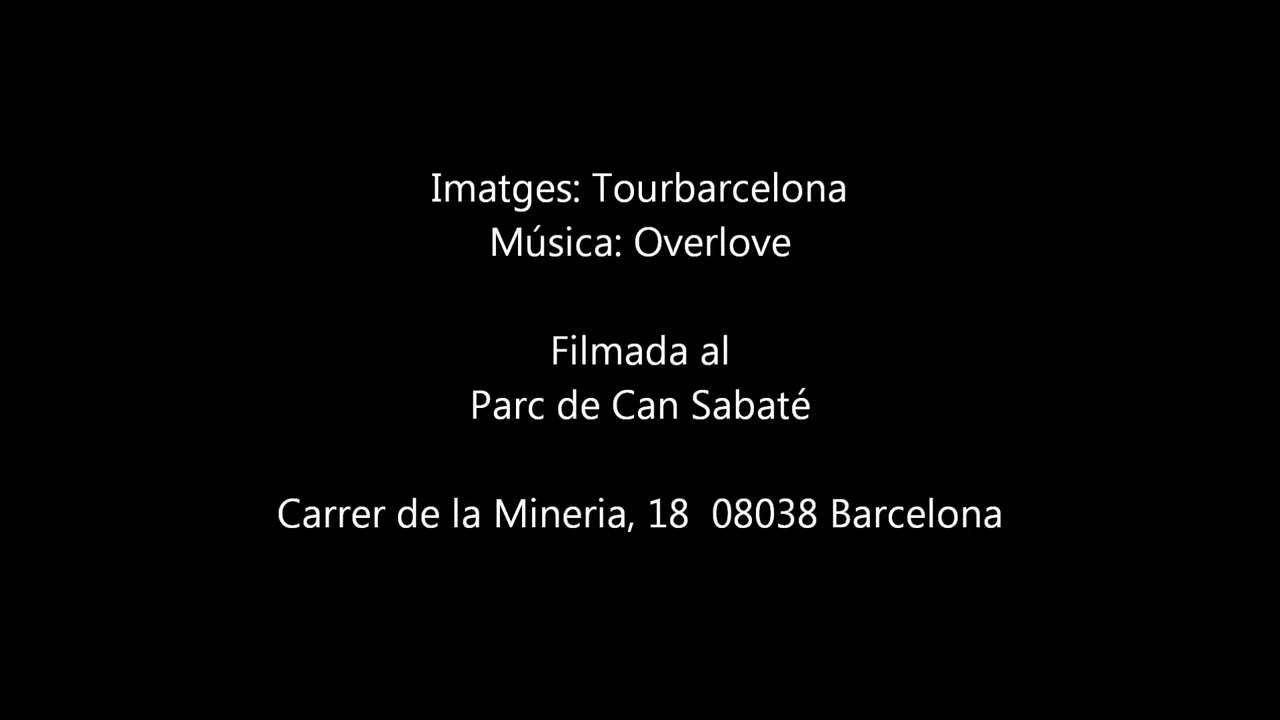 Imatges: Tourbarcelona
Música: Overlove
Filmada al
Parc de Can Sabaté
Carrer de la Mineria, 18  08038 Barcelona